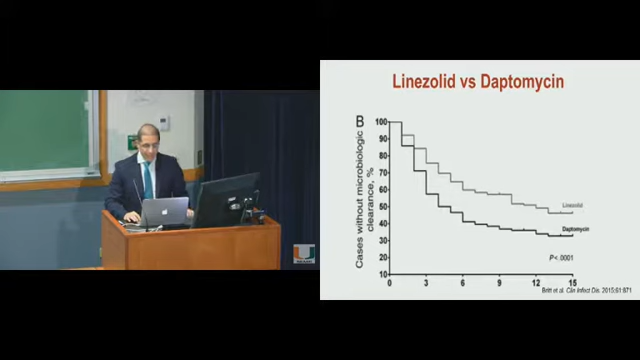 Linezolid vs Daptomycin
B
Cases without microbiologic
clearance, %
100
90
80
70
60
50
40
30
20
10
Linezolid
Daptomycin
P<.0001
0 3 6 9 12 15
Britt et al. Clin Infect Dis. 2015;61:871
U